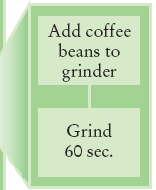 Add coffee
beans to
grinder
Grind
60 sec.